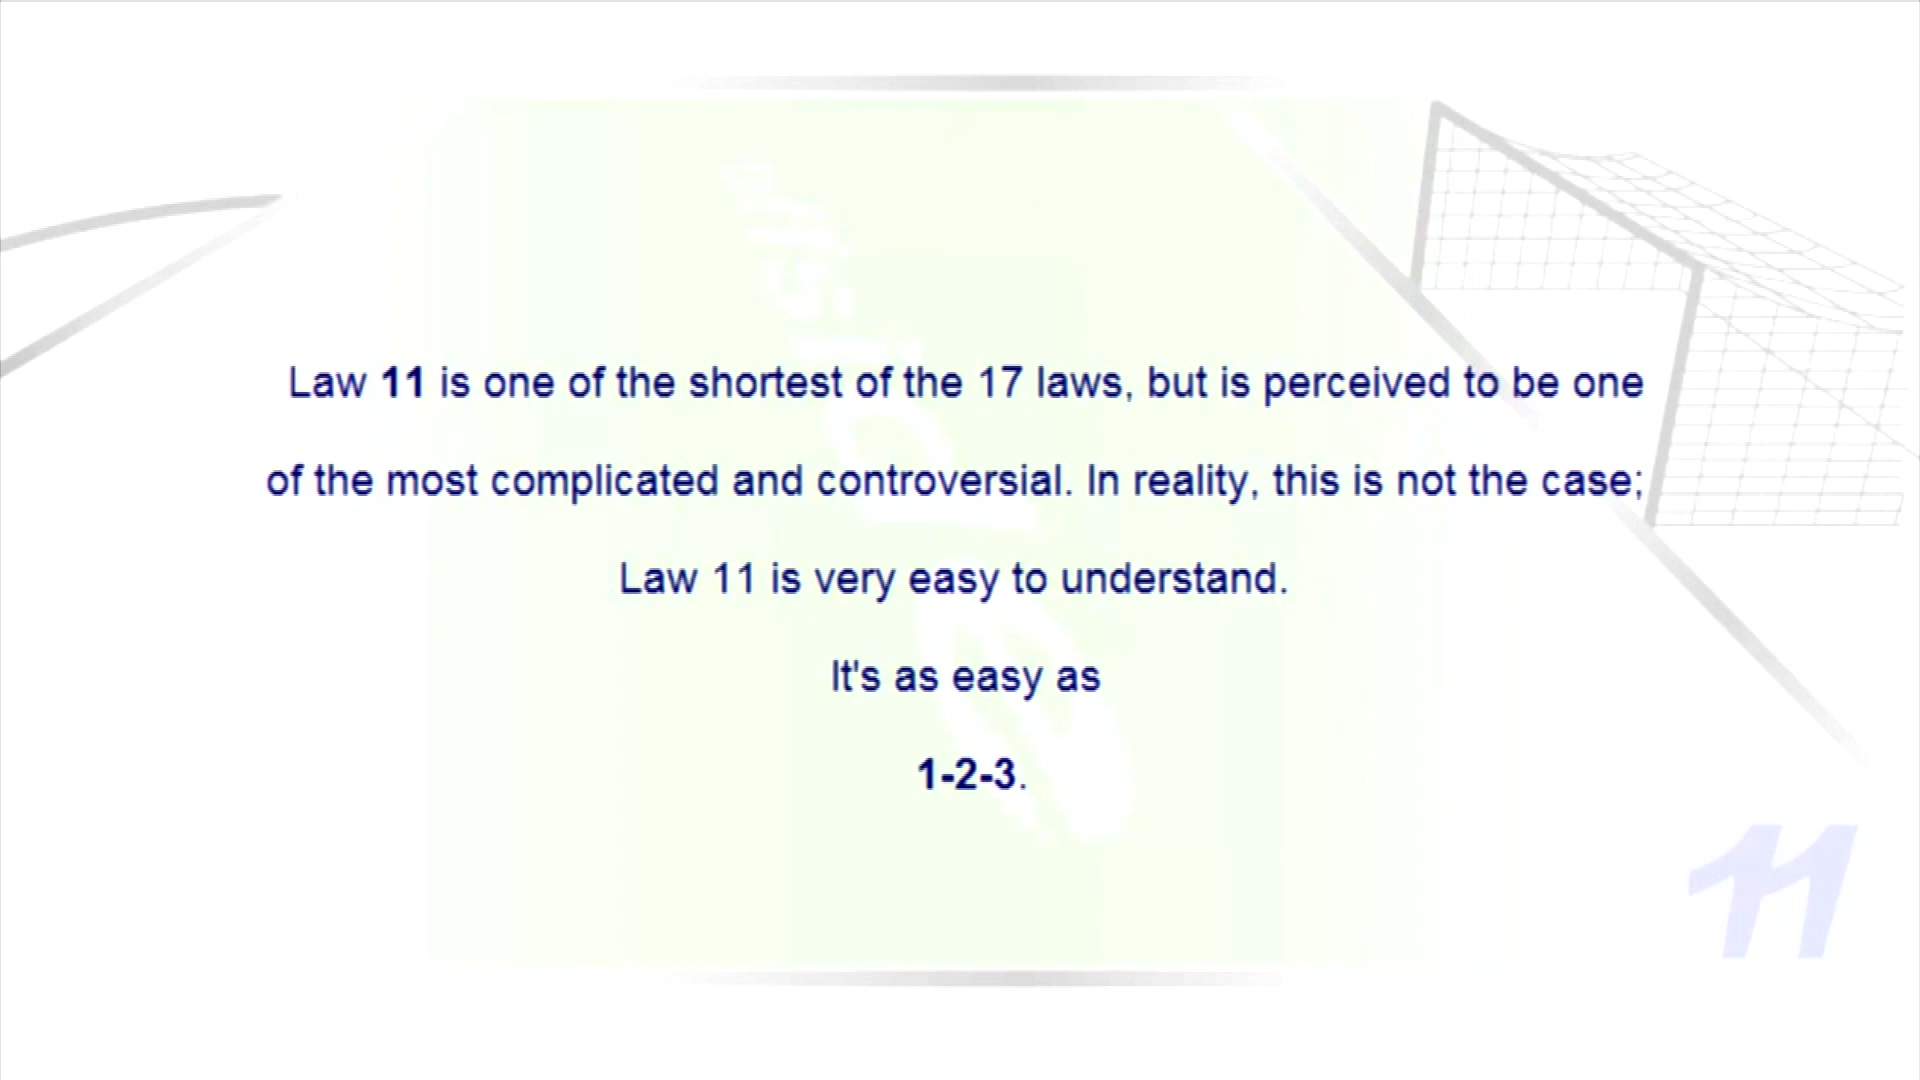 Law 11 is one of the shortest of the 17 laws, but is perceived to be one
of the most complicated and controversial. In reality, this is not the case;
Law 11 is very easy to understand.
It's as easy as
1-2-3.
11